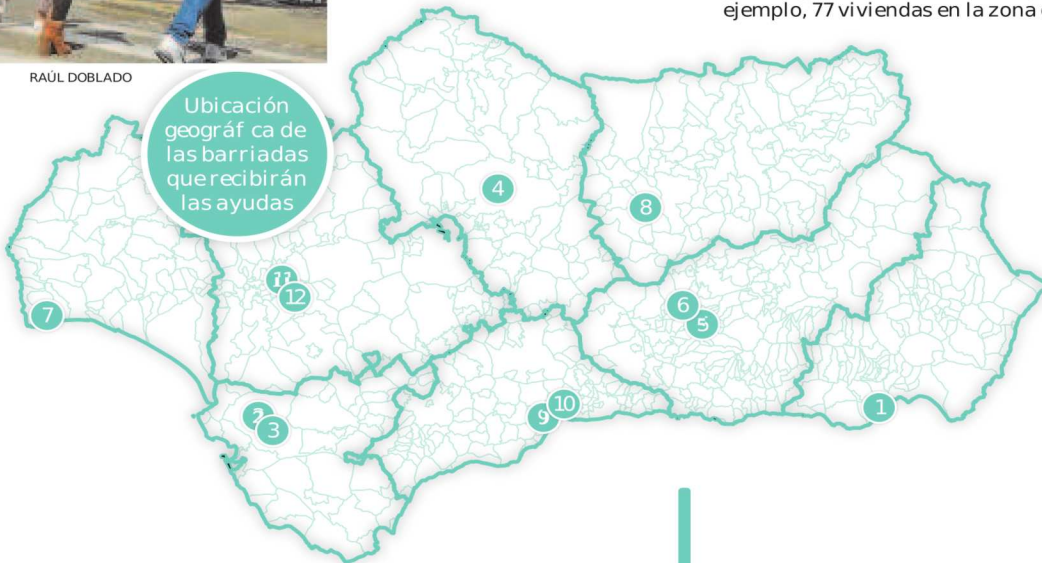 ejemplo, 77 viviendas en la zona
RAÚL DOBLADO
Ubicación
geográf ca de
las barriadas
que recibirán
las ayudas
4
8
11
12
7
6
5
2
3
9
10
1